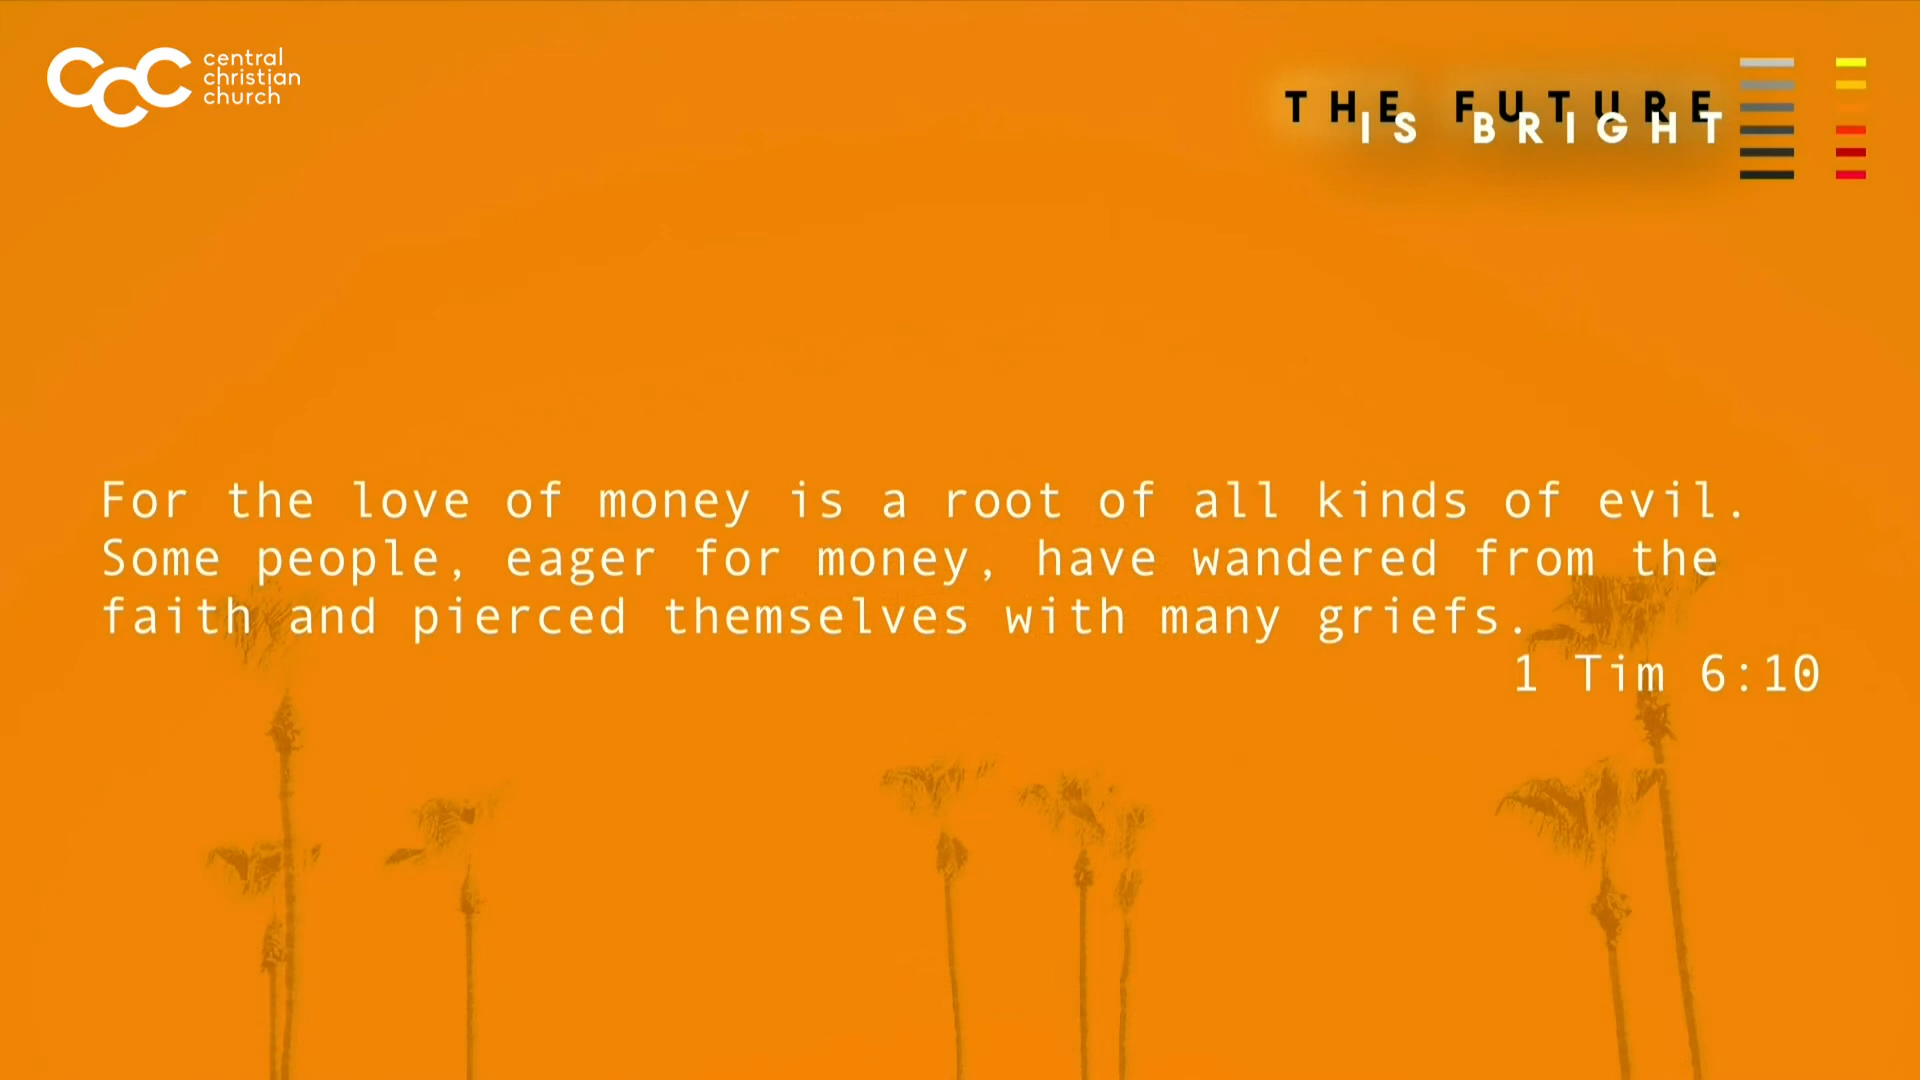 central
christian
church
THE FUTURE
IS BRIGHT
For the love of money is a root of all kinds of evil.
Some people, eager for money, have wandered from the
faith and pierced themselves with many griefs.
1 Tim 6:10